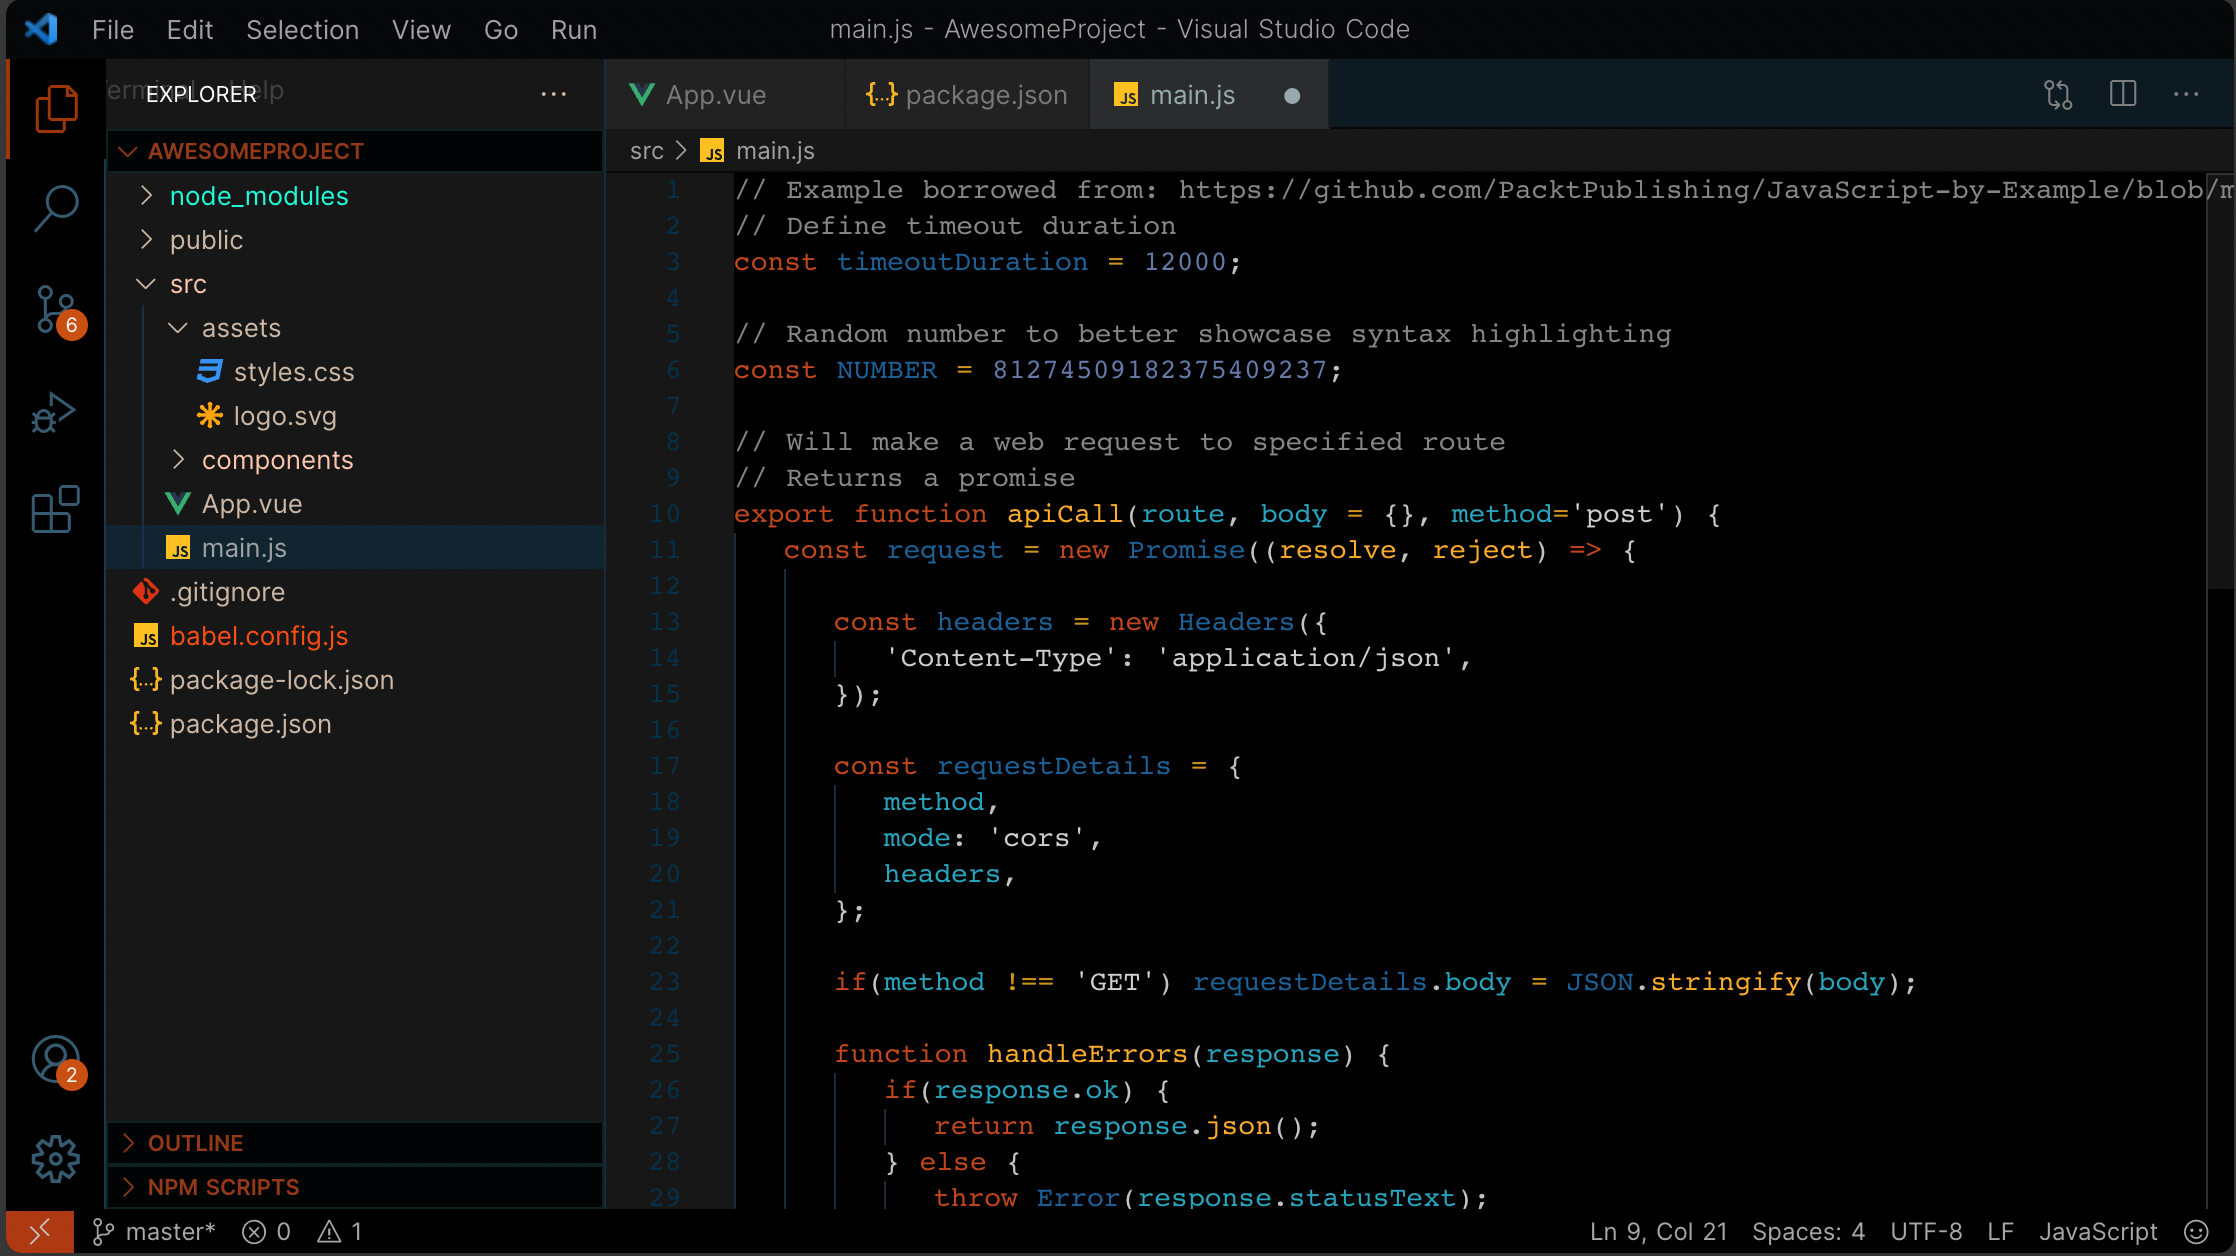 File Edit Selection View Go Run
main.js - AwesomeProject - Visual Studio Code
Help
EXPLORER
AWESOMEPROJECT
node_modules
public
src
assets
styles.css
logo.svg
components
App.vue
main.js
.gitignore
babel.config.js
package-lock.json
package.json
OUTLINE
NPM SCRIPTS
6
2
App.vue
{...} package.json
JS main.js
src > JS main.js
1 // Example borrowed from: https://github.com/PacktPublishing/JavaScript-by-Example/blob/m
2 // Define timeout duration
3 const timeoutDuration = 12000;
4
5 // Random number to better showcase syntax highlighting
6 const NUMBER = 81274509182375409237;
7
8 // Will make a web request to specified route
9 // Returns a promise
10 export function apiCall(route, body = {}, method='post') {
11 const request = new Promise((resolve, reject) => {
12
13 const headers = new Headers({
14 'Content-Type': 'application/json',
15 });
16
17 const requestDetails = {
18 method,
19 mode: 'cors',
20 headers,
21 };
22
23 if(method !== 'GET') requestDetails.body = JSON.stringify(body);
24
25 function handleErrors(response) {
26 if(response.ok) {
27 return response.json();
28 } else {
29 throw Error(response.statusText);
master* 0 1
Ln 9, Col 21 Spaces: 4 UTF-8 LF JavaScript